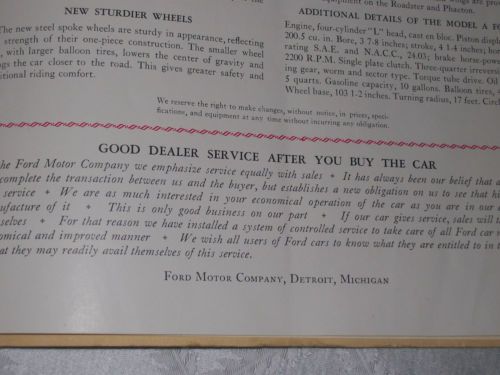 NEW STURDIER WHEELS
The new steel spoke wheels are sturdy in appearance, reflecting
strength of their one-piece construction. The smaller wheel
, with larger balloon tires, lowers the center of gravity and
ngs the car closer to the road. This gives greater safety and
itional riding comfort.
equipment on the Roadster and Phaeton.
ADDITIONAL DETAILS OF THE MODEL A FO
Engine, four-cylinder "L" head, cast en bloc. Piston displ
200.5 cu. in. Bore, 3 7-8 inches; stroke, 4 1-4 inches; hor
rating S.A.E. and N.A.C.C., 24.03; brake horse-pow
2200 R.P.M. Single plate clutch. Three-quarter irreversi
ing gear, worm and sector type. Torque tube drive. Oil
5 quarts. Gasoline capacity, 10 gallons. Balloon tires,
Wheel base, 103 1-2 inches. Turning radius, 17 feet. Circ
We reserve the right to make changes, without notice, in prices, speci-
fications, and equipment at any time without incurring any obligation.
GOOD DEALER SERVICE AFTER YOU BUY THE CAR
the Ford Motor Company we emphasize service equally with sales + It has always been our belief that a
complete the transaction between us and the buyer, but establishes a new obligation on us to see that hi
service + We are as much interested in your economical operation of the car as you are in our
ufacture of it + This is only good business on our part + If our car gives service, sales will t
selves + For that reason we have installed a system of controlled service to take care of all Ford car
omical and improved manner + We wish all users of Ford cars to know what they are entitled to in t
at they may readily avail themselves of this service.
FORD MOTOR COMPANY, DETROIT, MICHIGAN